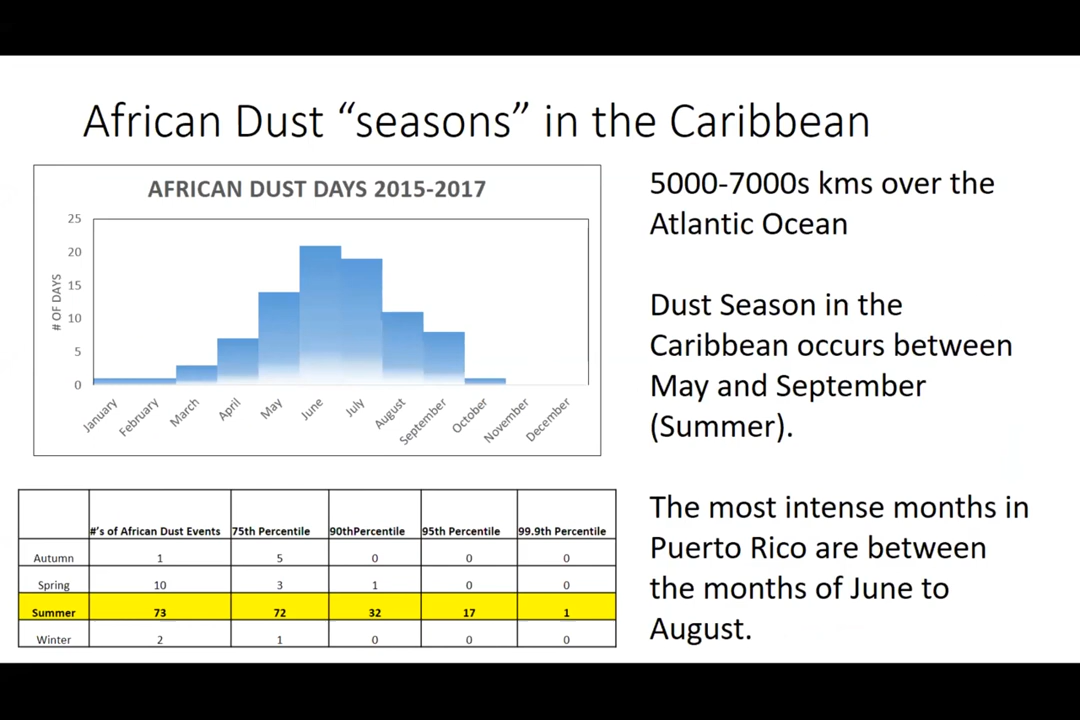 African Dust “seasons” in the Caribbean
AFRICAN DUST DAYS 2015-2017
# OF DAYS
25
20
15
10
5
0
January
February
March
April
May
June
July
August
September
October
November
December
5000-7000s kms over the
Atlantic Ocean
Dust Season in the
Caribbean occurs between
May and September
(Summer).
The most intense months in
Puerto Rico are between
the months of June to
August.
#'s of African Dust Events 75th Percentile 90thPercentile 95th Percentile 99.9th Percentile
Autumn 1 5 0 0 0
Spring 10 3 1 0 0
Summer 73 72 32 17 1
Winter 2 1 0 0 0